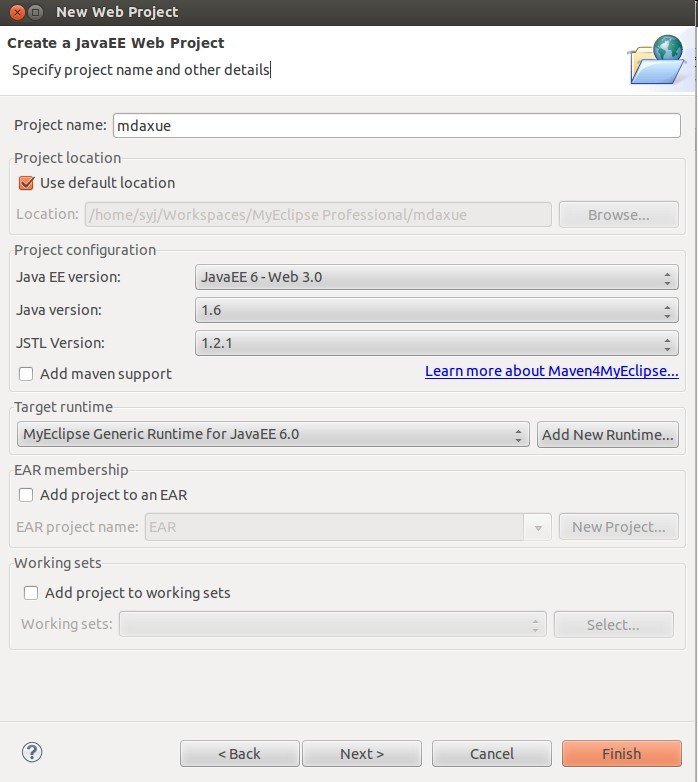 New Web Project
Create a JavaEE Web Project
Specify project name and other details
Project name: mdaxue
Project location
Use default location
Location: /home/syj/Workspaces/MyEclipse Professional/mdaxue Browse...
Project configuration
Java EE version: JavaEE 6 - Web 3.0
Java version: 1.6
JSTL Version: 1.2.1
Add maven support Learn more about Maven4MyEclipse...
Target runtime
MyEclipse Generic Runtime for JavaEE 6.0 Add New Runtime...
EAR membership
Add project to an EAR
EAR project name: EAR New Project...
Working sets
Add project to working sets
Working sets: Select...
? < Back Next > Cancel Finish